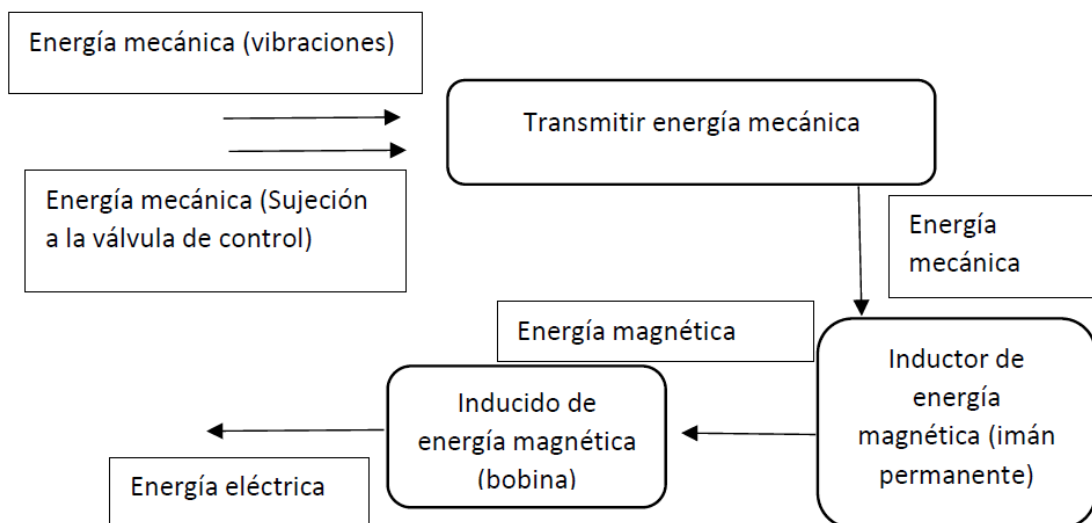 Energía mecánica (vibraciones)
Transmitir energía mecánica
Energía mecánica (Sujeción
a la válvula de control)
Energía
mecánica
Energía magnética
Inductor de
energía
magnética (imán
permanente)
Inducido de
energía magnética
(bobina)
Energía eléctrica